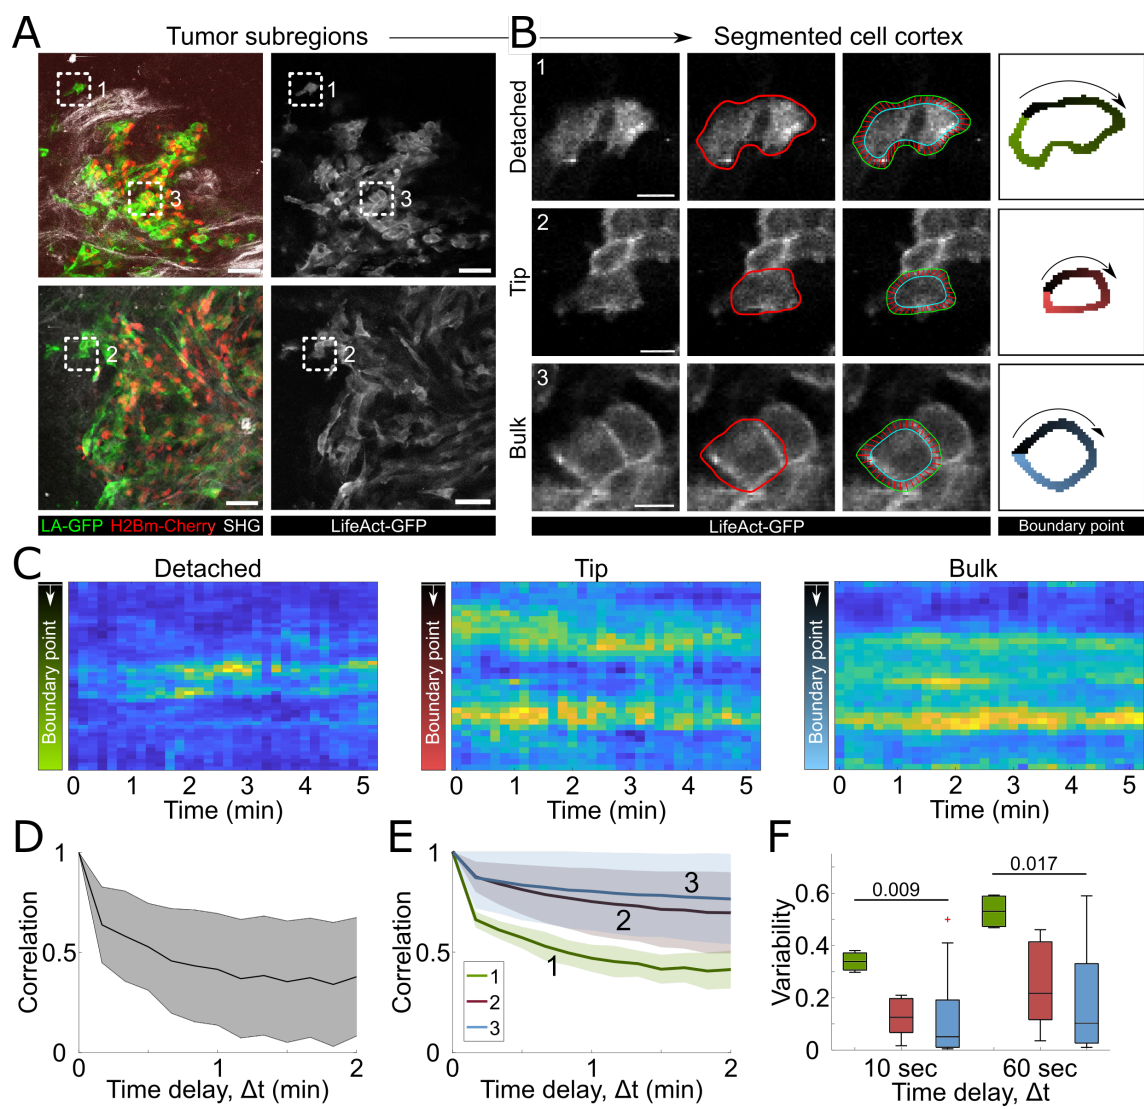 A
Tumor subregions
B
Segmented cell cortex
1
1
3
3
2
2
LA-GFP H2Bm-Cherry SHG
LifeAct-GFP
Detached
1
Tip
2
Bulk
3
LifeAct-GFP
Boundary point
C
Detached
Tip
Bulk
Boundary point
Boundary point
Boundary point
0 1 2 3 4 5
0 1 2 3 4 5
0 1 2 3 4 5
Time (min)
Time (min)
Time (min)
D
1
0.5
0
Correlation
0 1 2
Time delay, Δt (min)
E
1
0.5
0
Correlation
3
2
1
1
2
3
0 1 2
Time delay, Δt (min)
F
0.6
0.4
0.2
0
Variability
0.009
0.017
10 sec 60 sec
Time delay, Δt